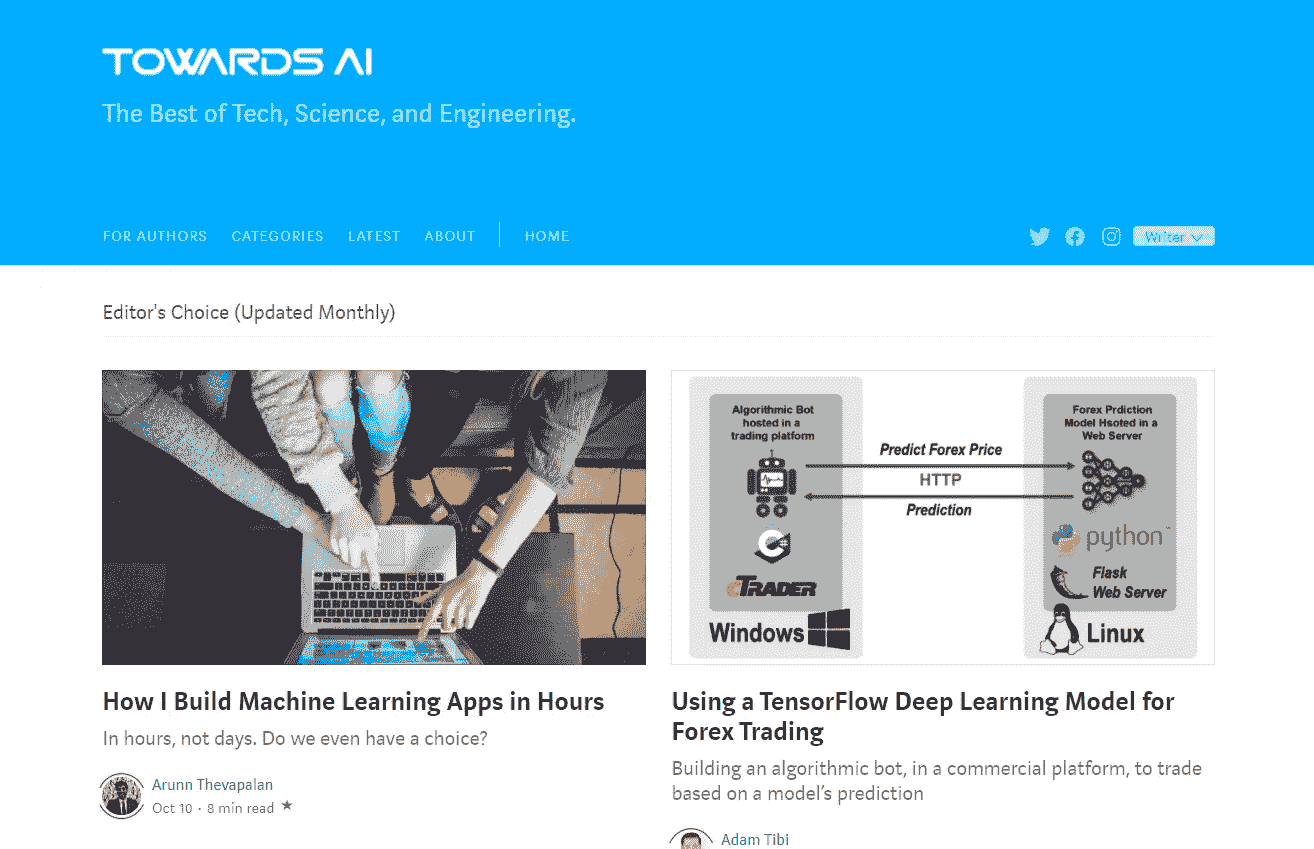 TOWARDS AI
The Best of Tech, Science, and Engineering.
FOR AUTHORS CATEGORIES LATEST ABOUT HOME
Writer
Editor's Choice (Updated Monthly)
Algorithmic Bot
hosted in a
trading platform
Forex Prdiction
Model Hsoted in a
Web Server
Predict Forex Price
HTTP
Prediction
python™
cTRADER
Flask
Web Server
Windows
Linux
How I Build Machine Learning Apps in Hours
In hours, not days. Do we even have a choice?
Arunn Thevapalan
Oct 10 · 8 min read ★
Using a TensorFlow Deep Learning Model for
Forex Trading
Building an algorithmic bot, in a commercial platform, to trade
based on a model’s prediction
Adam Tibi